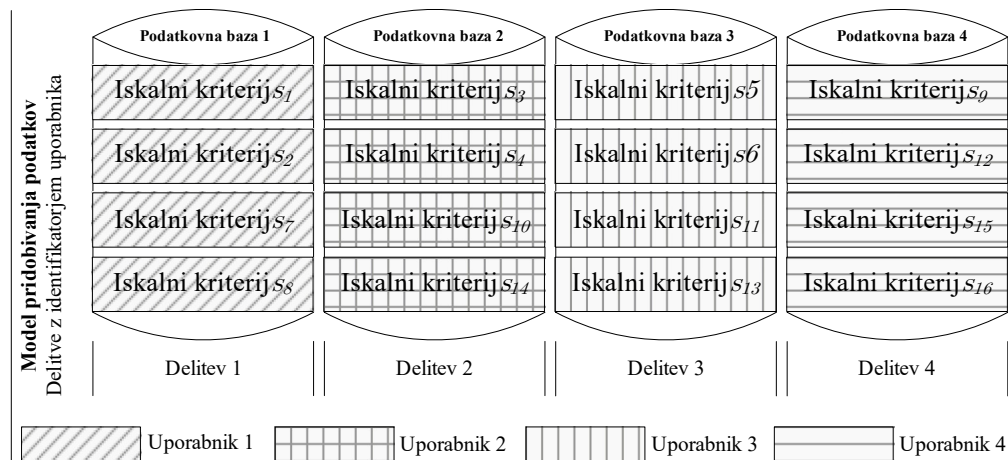 Model pridobivanja podatkov
Delitve z identifikatorjem uporabnika
Podatkovna baza 1 Podatkovna baza 2 Podatkovna baza 3 Podatkovna baza 4
Iskalni kriterij s1 Iskalni kriterij s3 Iskalni kriterij s5 Iskalni kriterij s9
Iskalni kriterij s2 Iskalni kriterij s4 Iskalni kriterij s6 Iskalni kriterij s12
Iskalni kriterij s7 Iskalni kriterij s10 Iskalni kriterij s11 Iskalni kriterij s15
Iskalni kriterij s8 Iskalni kriterij s14 Iskalni kriterij s13 Iskalni kriterij s16
Delitev 1 Delitev 2 Delitev 3 Delitev 4
Uporabnik 1 Uporabnik 2 Uporabnik 3 Uporabnik 4